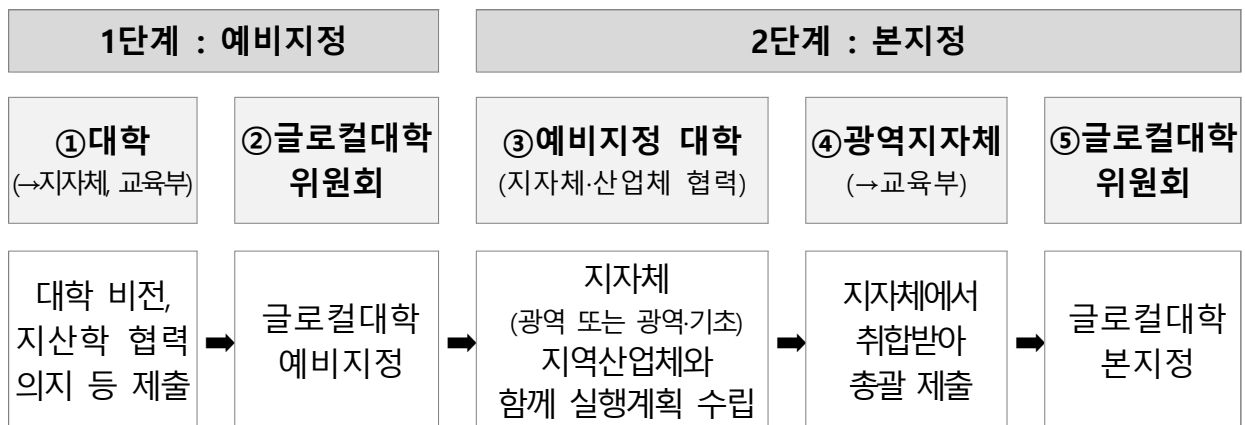 1단계 : 예비지정
2단계 : 본지정
①대학
(→지자체, 교육부)
②글로컬대학
위원회
③예비지정 대학
(지자체·산업체 협력)
④광역지자체
(→교육부)
⑤글로컬대학
위원회
대학 비전,
지산학 협력
의지 등 제출
➡
글로컬대학
예비지정
➡
지자체
(광역 또는 광역·기초)
지역산업체와
함께 실행계획 수립
➡
지자체에서
취합받아
총괄 제출
➡
글로컬대학
본지정